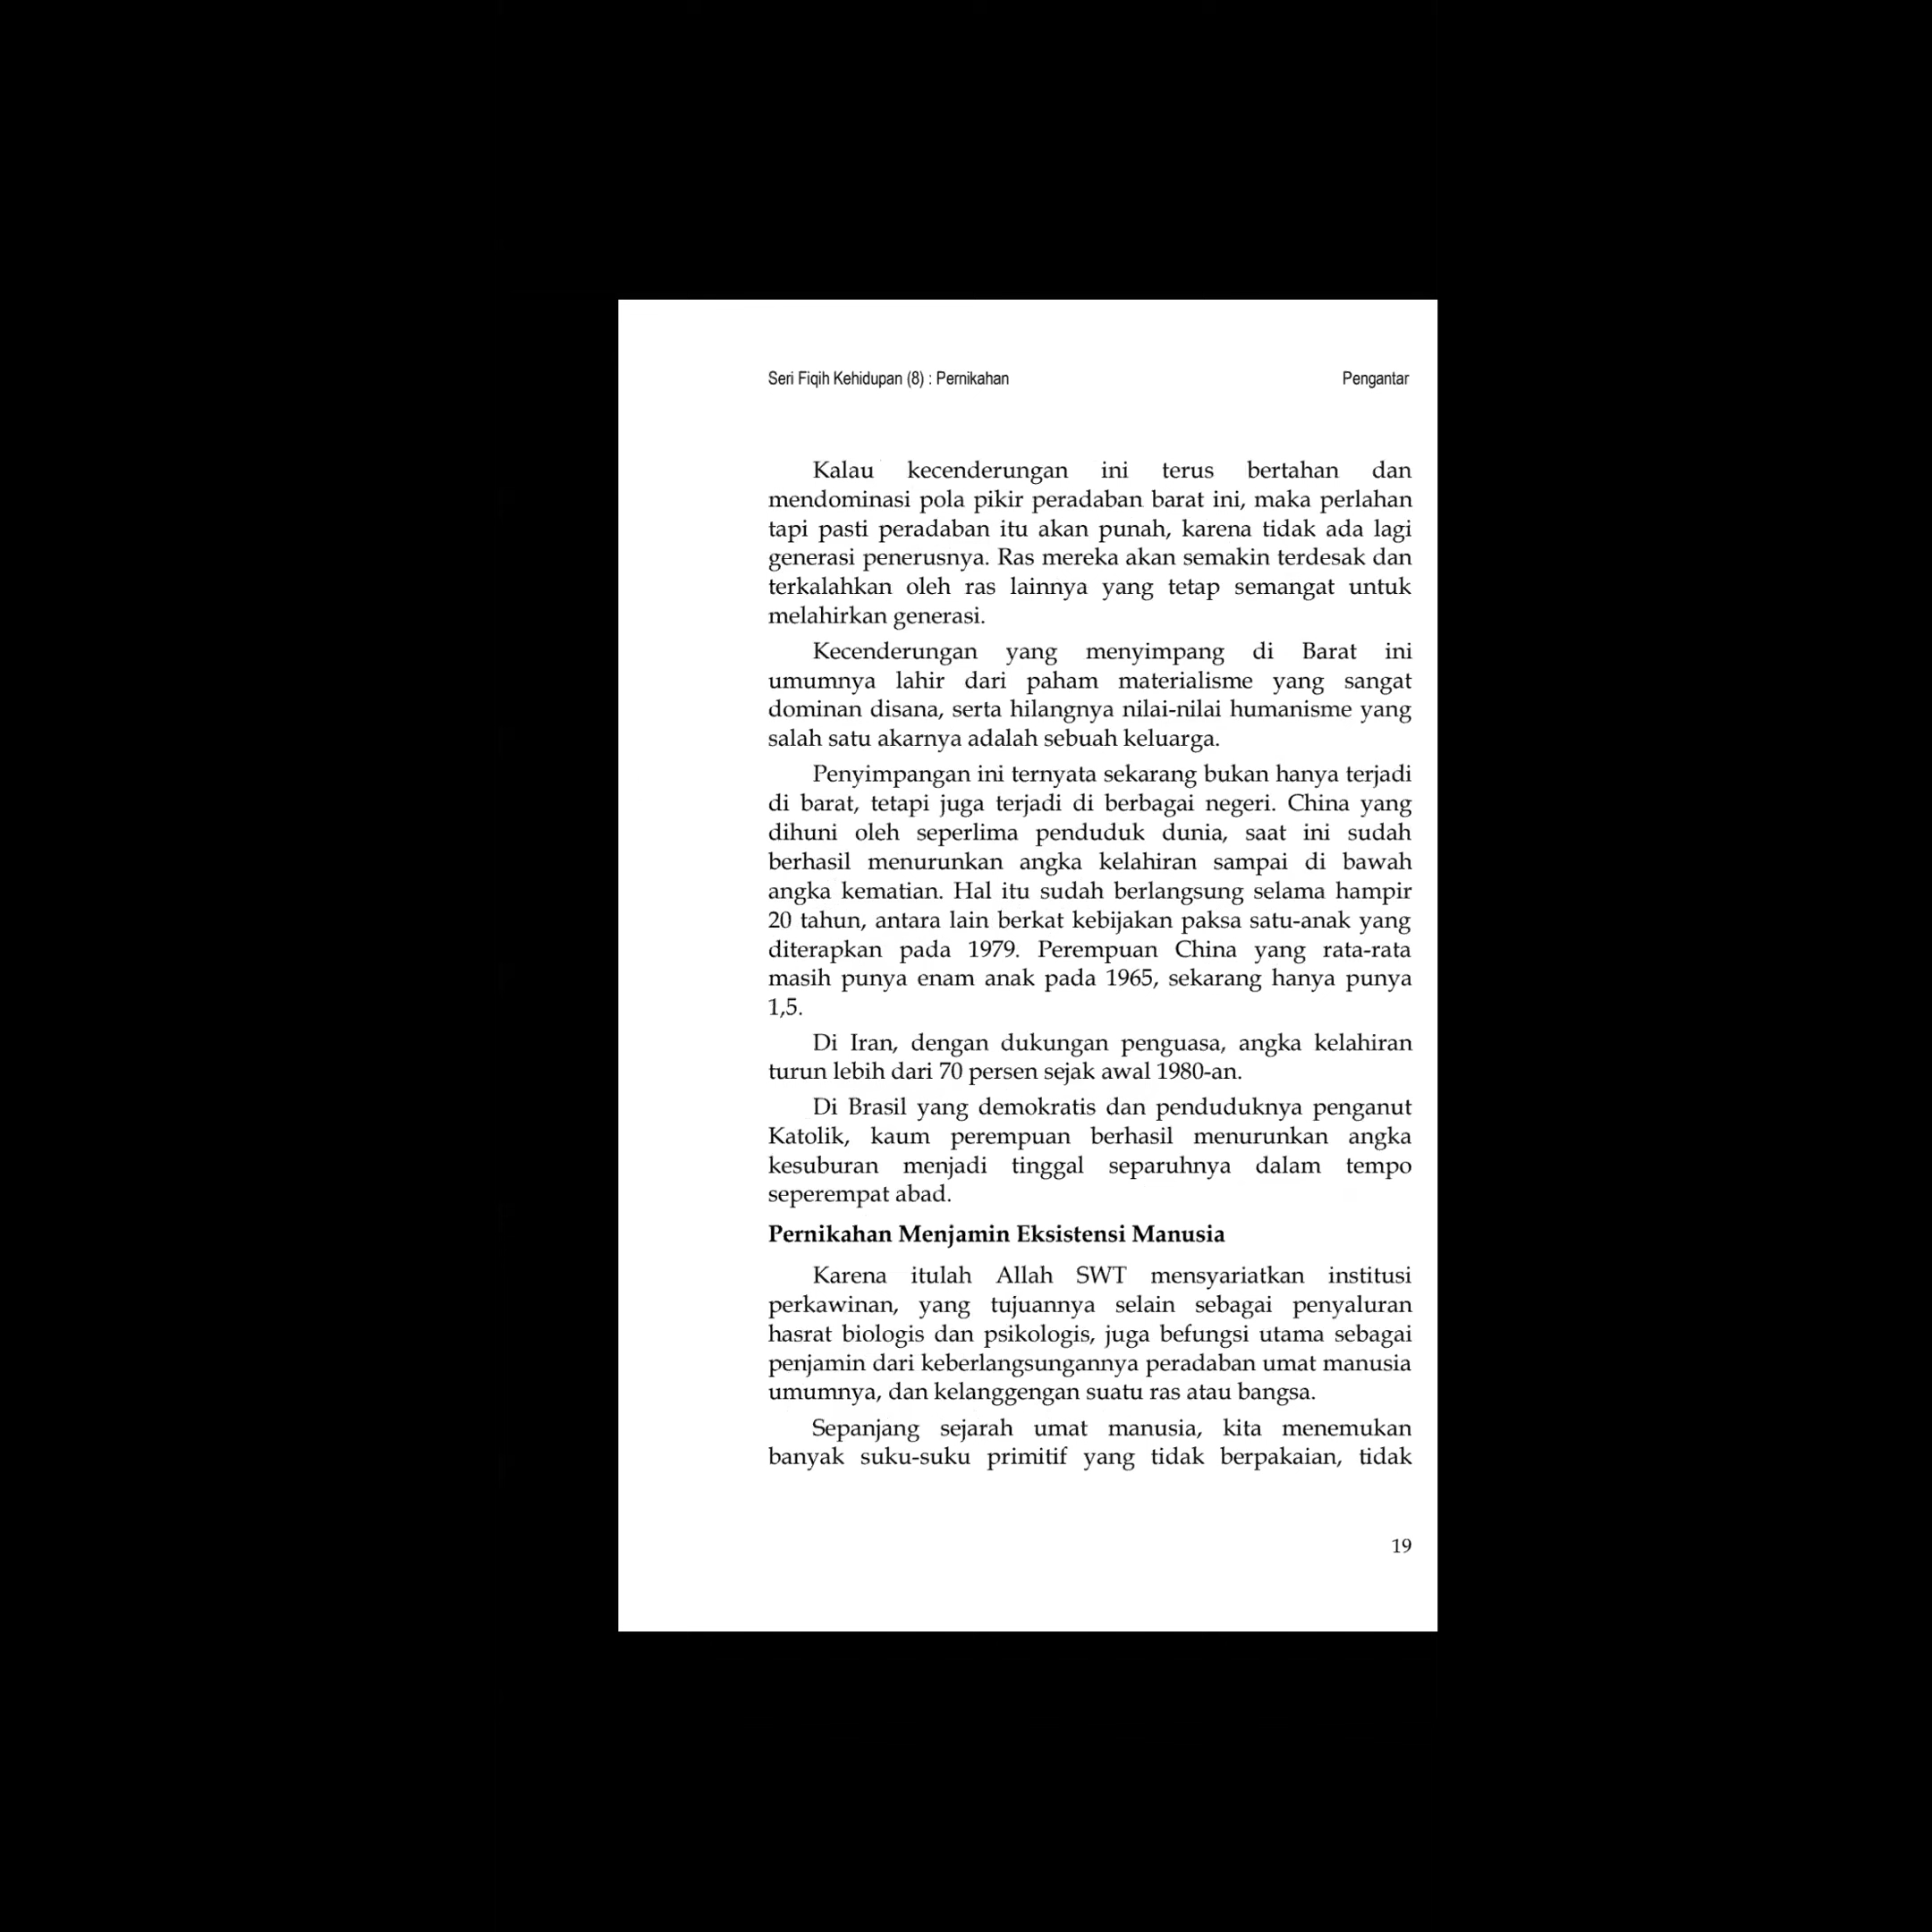 Seri Fiqih Kehidupan (8) : Pernikahan Pengantar
Kalau kecenderungan ini terus bertahan dan
mendominasi pola pikir peradaban barat ini, maka perlahan
tapi pasti peradaban itu akan punah, karena tidak ada lagi
generasi penerusnya. Ras mereka akan semakin terdesak dan
terkalahkan oleh ras lainnya yang tetap semangat untuk
melahirkan generasi.
Kecenderungan yang menyimpang di Barat ini
umumnya lahir dari paham materialisme yang sangat
dominan disana, serta hilangnya nilai-nilai humanisme yang
salah satu akarnya adalah sebuah keluarga.
Penyimpangan ini ternyata sekarang bukan hanya terjadi
di barat, tetapi juga terjadi di berbagai negeri. China yang
dihuni oleh seperlima penduduk dunia, saat ini sudah
berhasil menurunkan angka kelahiran sampai di bawah
angka kematian. Hal itu sudah berlangsung selama hampir
20 tahun, antara lain berkat kebijakan paksa satu-anak yang
diterapkan pada 1979. Perempuan China yang rata-rata
masih punya enam anak pada 1965, sekarang hanya punya
1,5.
Di Iran, dengan dukungan penguasa, angka kelahiran
turun lebih dari 70 persen sejak awal 1980-an.
Di Brasil yang demokratis dan penduduknya penganut
Katolik, kaum perempuan berhasil menurunkan angka
kesuburan menjadi tinggal separuhnya dalam tempo
seperempat abad.
Pernikahan Menjamin Eksistensi Manusia
Karena itulah Allah SWT mensyariatkan institusi
perkawinan, yang tujuannya selain sebagai penyaluran
hasrat biologis dan psikologis, juga befungsi utama sebagai
penjamin dari keberlangsungannya peradaban umat manusia
umumnya, dan kelanggengan suatu ras atau bangsa.
Sepanjang sejarah umat manusia, kita menemukan
banyak suku-suku primitif yang tidak berpakaian, tidak
19